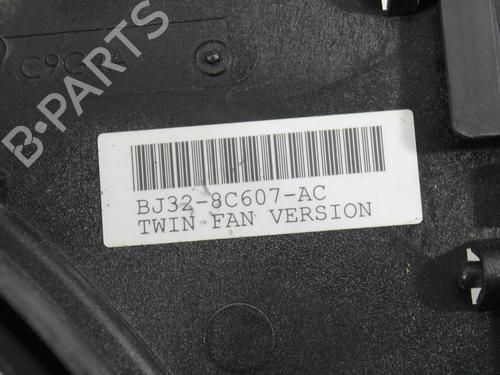 B-PARTS
BJ32-8C607-AC
TWIN FAN VERSION